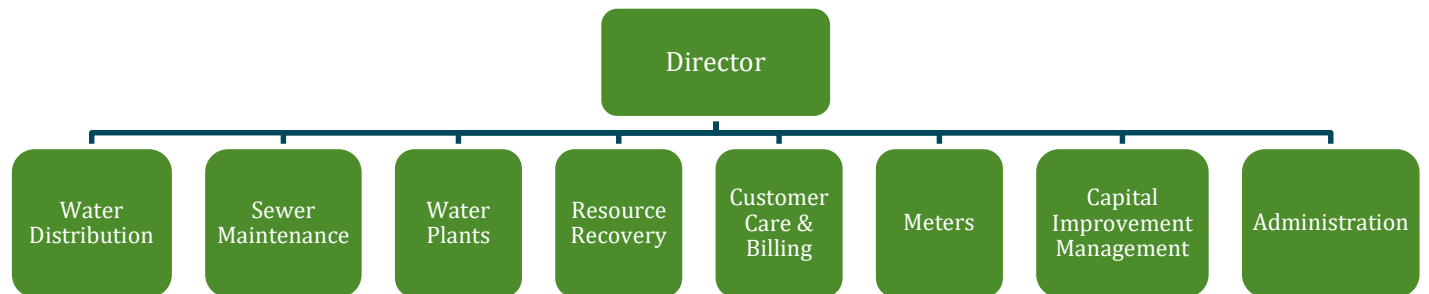 Director
Water
Distribution
Sewer
Maintenance
Water
Plants
Resource
Recovery
Customer
Care &
Billing
Meters
Capital
Improvement
Management
Administration